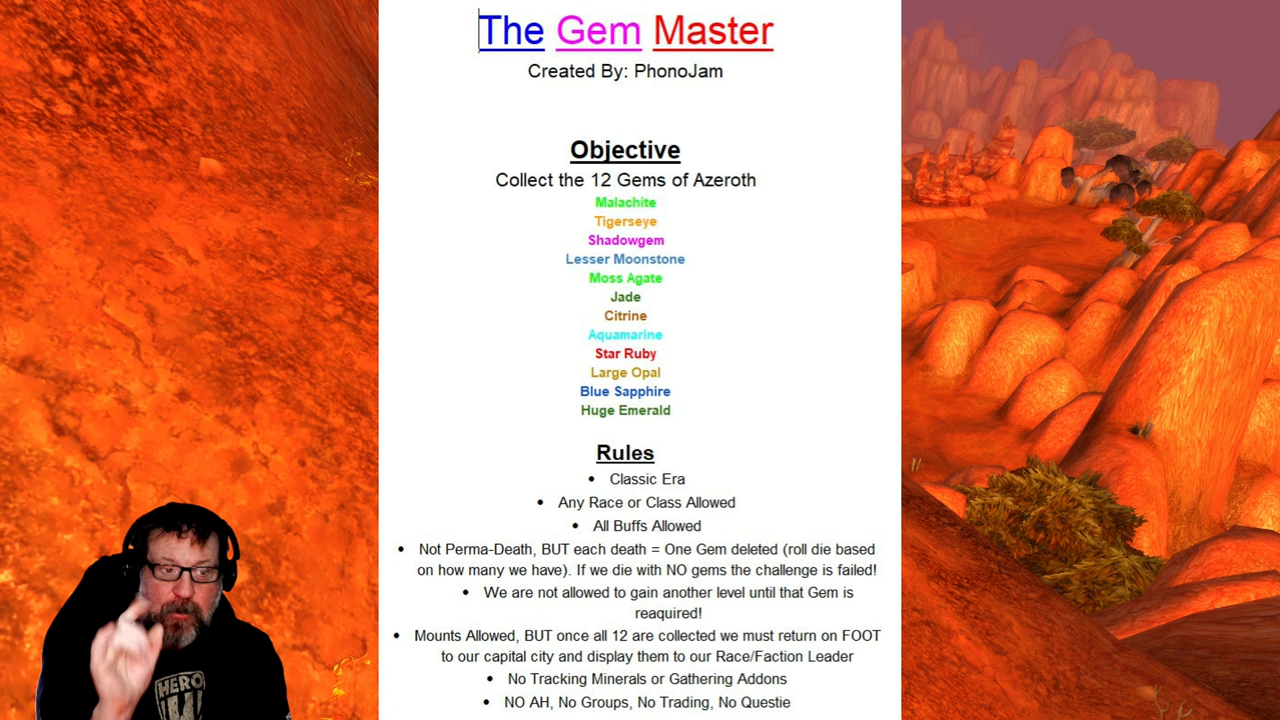 The Gem Master
Created By: PhonoJam
Objective
Collect the 12 Gems of Azeroth
Malachite
Tigerseye
Shadowgem
Lesser Moonstone
Moss Agate
Jade
Citrine
Aquamarine
Star Ruby
Large Opal
Blue Sapphire
Huge Emerald
Rules
• Classic Era
• Any Race or Class Allowed
• All Buffs Allowed
• Not Perma-Death, BUT each death = One Gem deleted (roll die based
on how many we have). If we die with NO gems the challenge is failed!
• We are not allowed to gain another level until that Gem is
reaquired!
• Mounts Allowed, BUT once all 12 are collected we must return on FOOT
to our capital city and display them to our Race/Faction Leader
• No Tracking Minerals or Gathering Addons
• NO AH, No Groups, No Trading, No Questie
HERO